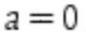 a = 0